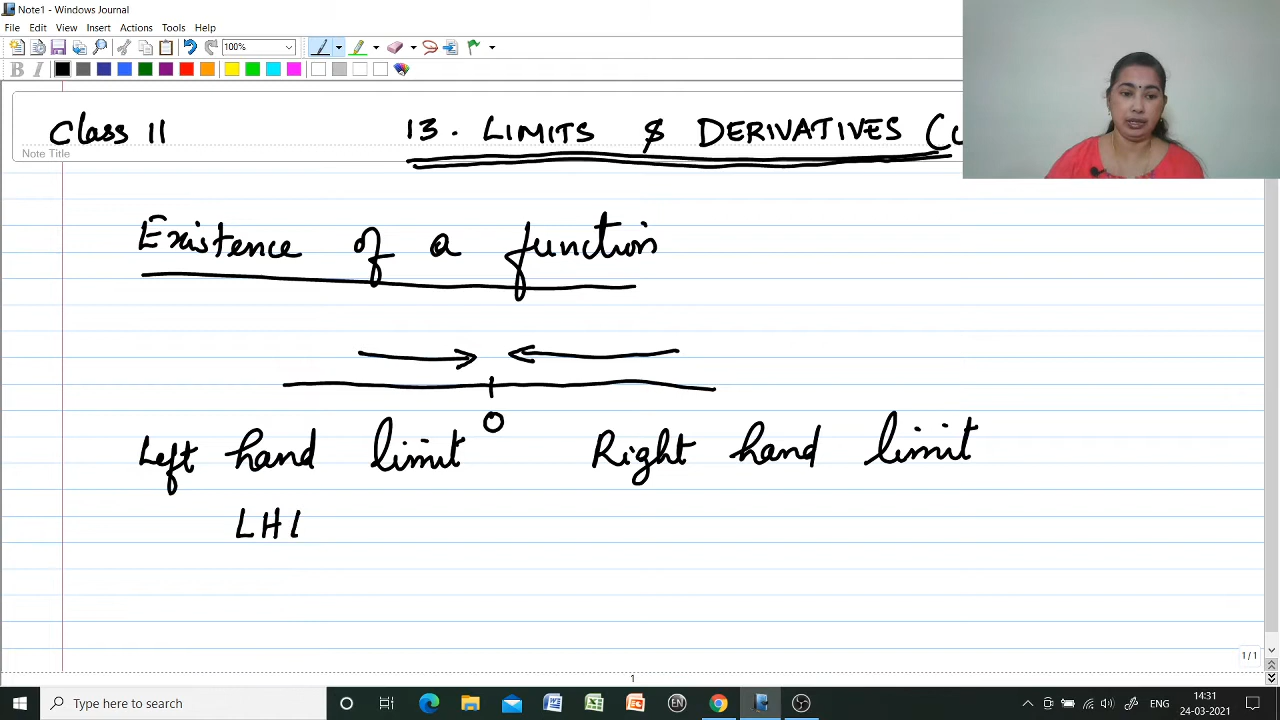 Note1 - Windows Journal
File Edit View Insert Actions Tools Help
100%
B I
Class 11 13. LIMITS & DERIVATIVES (
Note Title
Existence of a function
0
Left hand limit Right hand limit
LHL
1/1
1
Type here to search
EN
ENG
14:31
24-03-2021